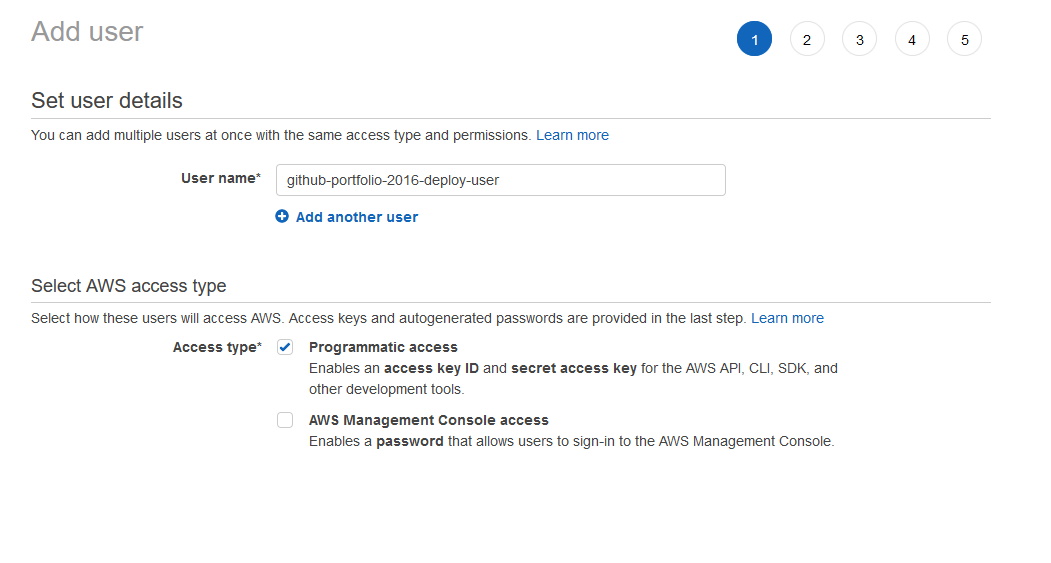 Add user
1 2 3 4 5
Set user details
You can add multiple users at once with the same access type and permissions. Learn more
User name*
github-portfolio-2016-deploy-user
Add another user
Select AWS access type
Select how these users will access AWS. Access keys and autogenerated passwords are provided in the last step. Learn more
Access type*
Programmatic access
Enables an access key ID and secret access key for the AWS API, CLI, SDK, and
other development tools.
AWS Management Console access
Enables a password that allows users to sign-in to the AWS Management Console.